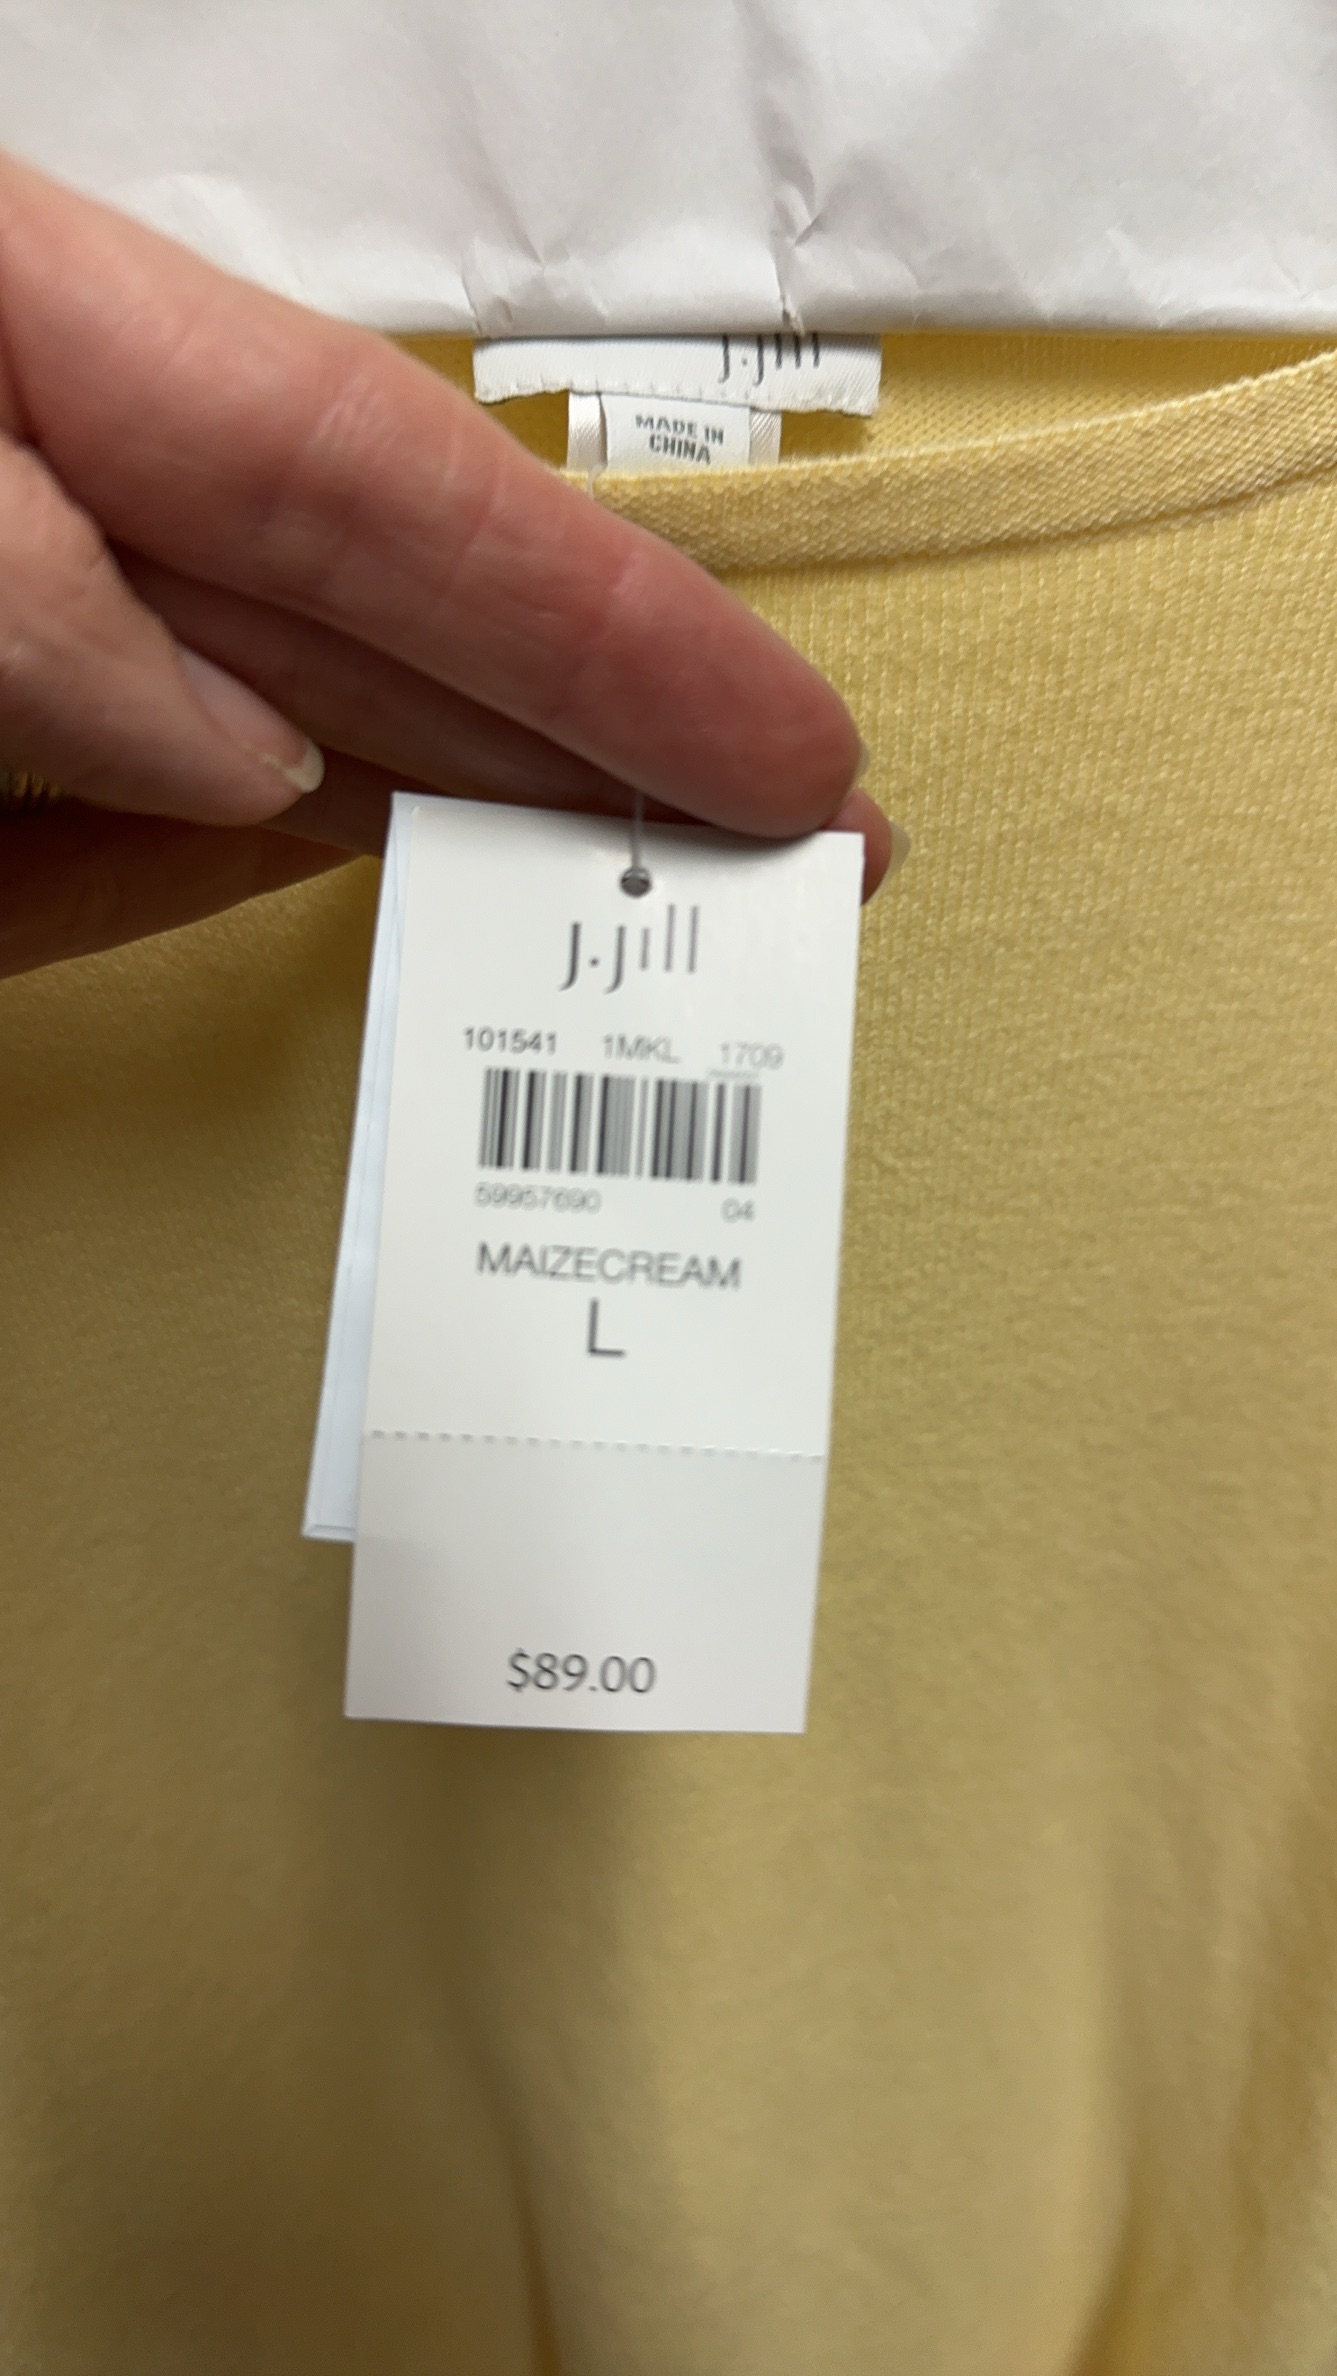 J.Jill
MADE IN
CHINA
J.Jill
101541 1MKL 1709
59957690 04
MAIZECREAM
L
$89.00